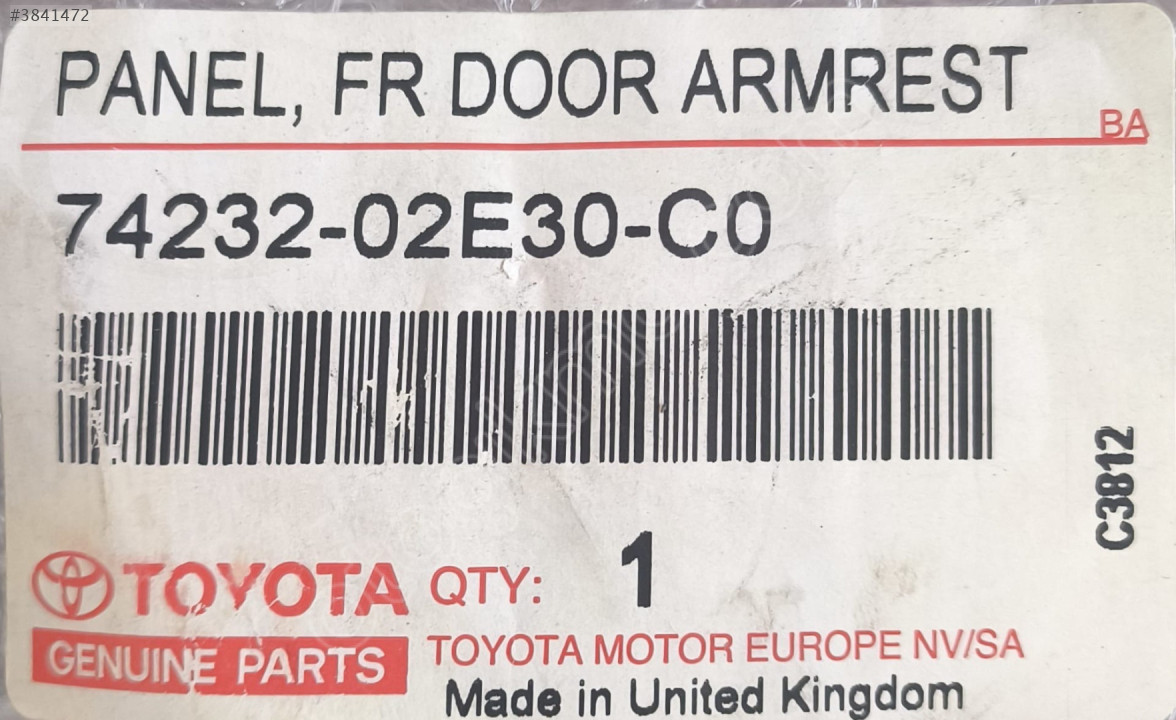 #3841472
PANEL, FR DOOR ARMREST
BA
74232-02E30-C0
C3812
TOYOTA QTY: 1
GENUINE PARTS
TOYOTA MOTOR EUROPE NV/SA
Made in United Kingdom